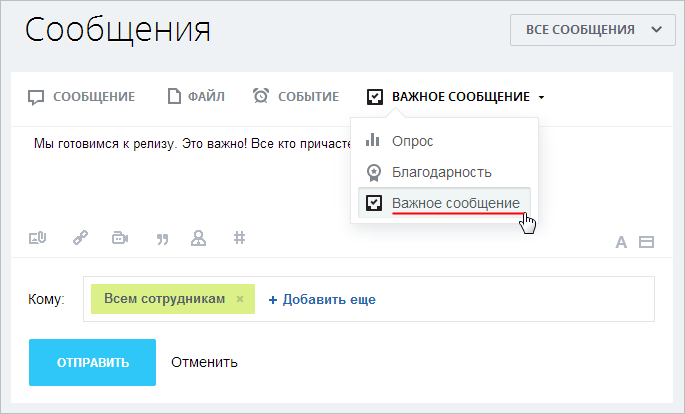 Сообщения
ВСЕ СООБЩЕНИЯ
СООБЩЕНИЕ ФАЙЛ СОБЫТИЕ ВАЖНОЕ СООБЩЕНИЕ
Мы готовимся к релизу. Это важно! Все кто
Опрос
Благодарность
Важное сообщение
A
Кому: Всем сотрудникам × + Добавить еще
ОТПРАВИТЬ Отменить